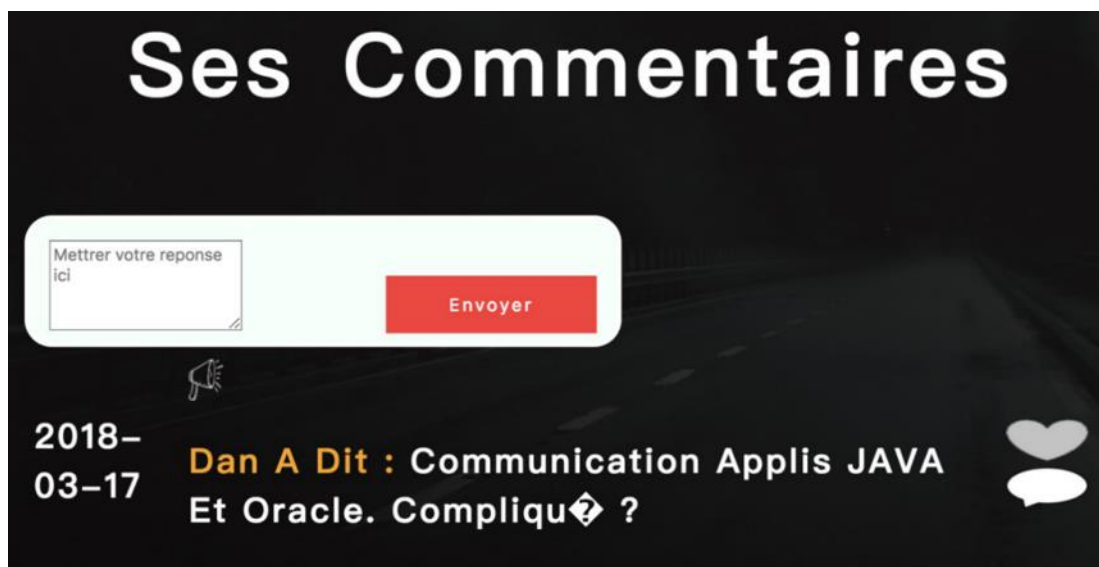 Ses Commentaires
Mettrer votre reponse
ici
Envoyer
2018-
03-17
Dan A Dit : Communication Applis JAVA
Et Oracle. Compliqu� ?